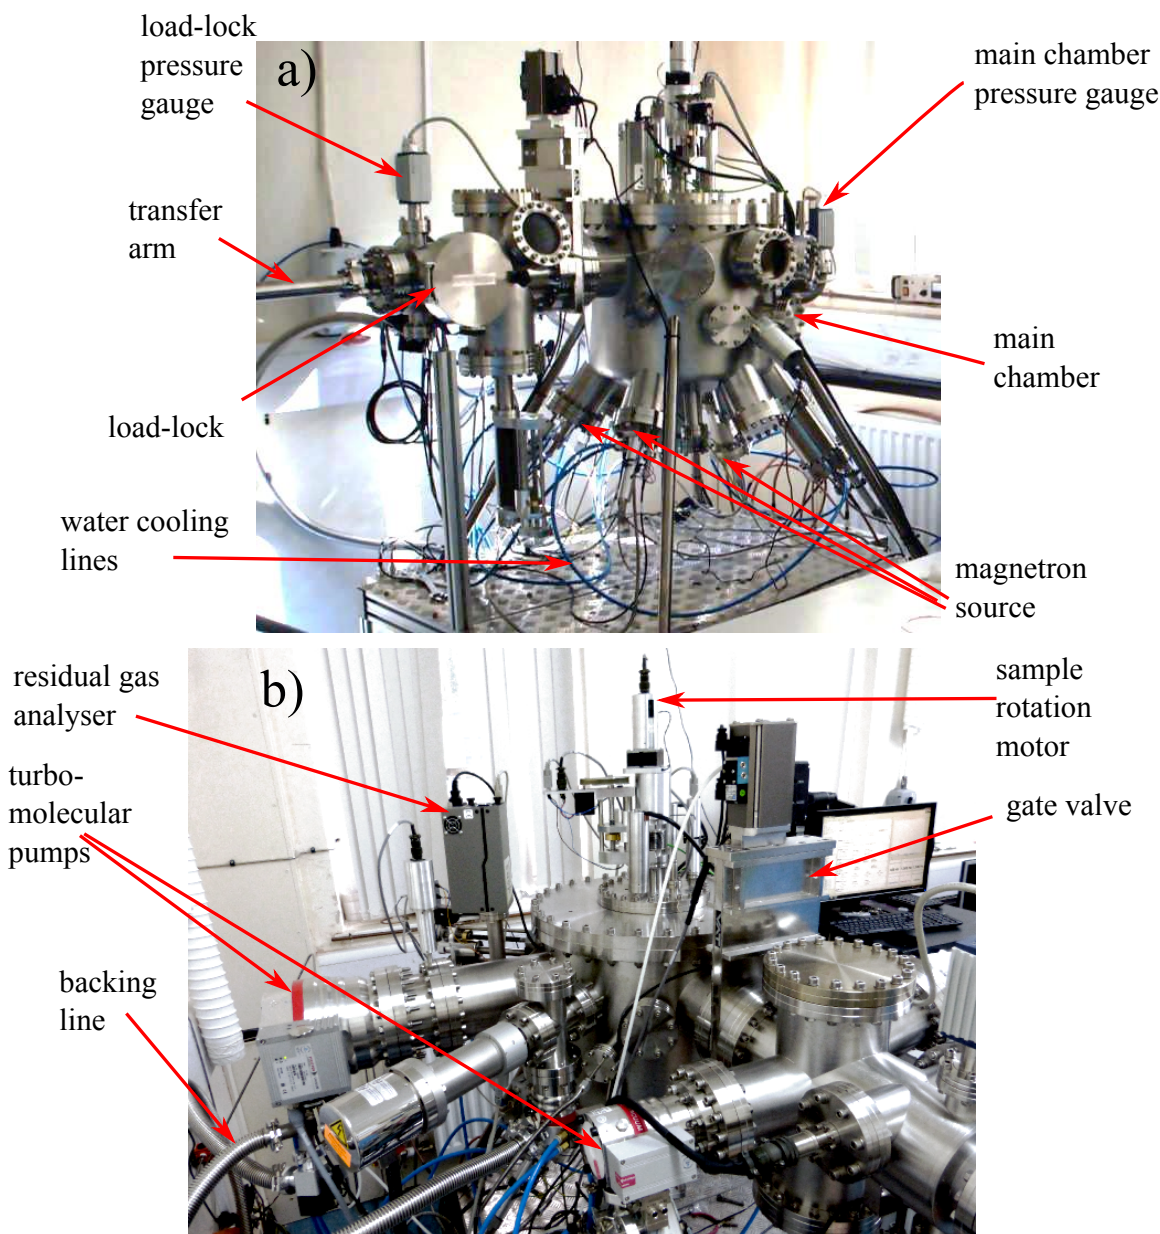 load-lock
pressure
gauge
a)
main chamber
pressure gauge
transfer
arm
main
chamber
load-lock
water cooling
lines
magnetron
source
b)
residual gas
analyser
sample
rotation
motor
turbo-
molecular
pumps
gate valve
backing
line